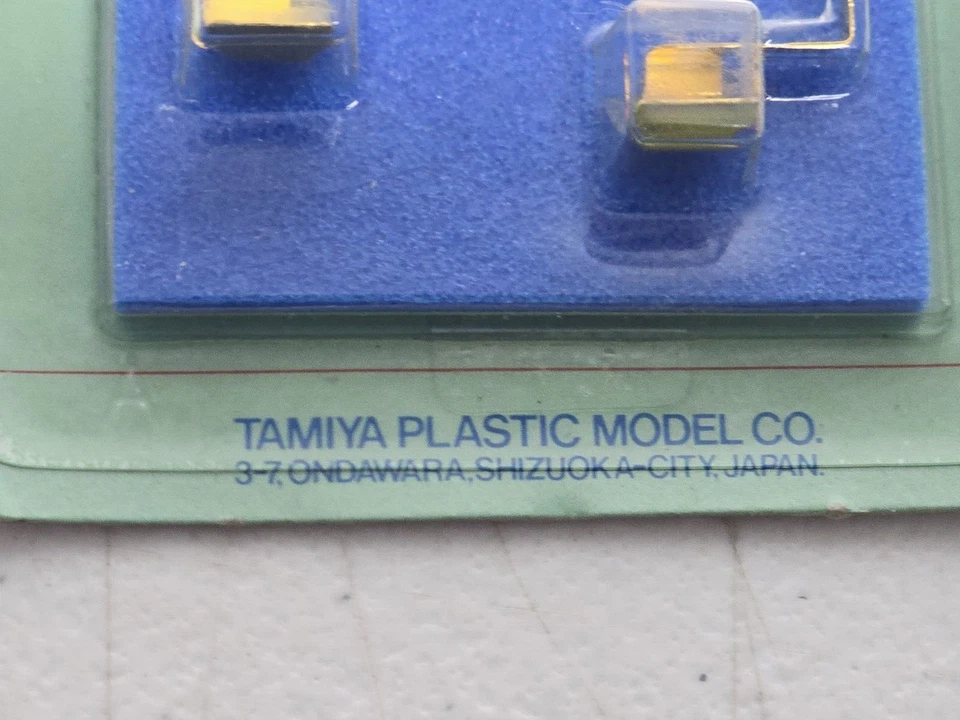 TAMIYA PLASTIC MODEL CO.
3-7, ONDAWARA, SHIZUOKA-CITY, JAPAN.